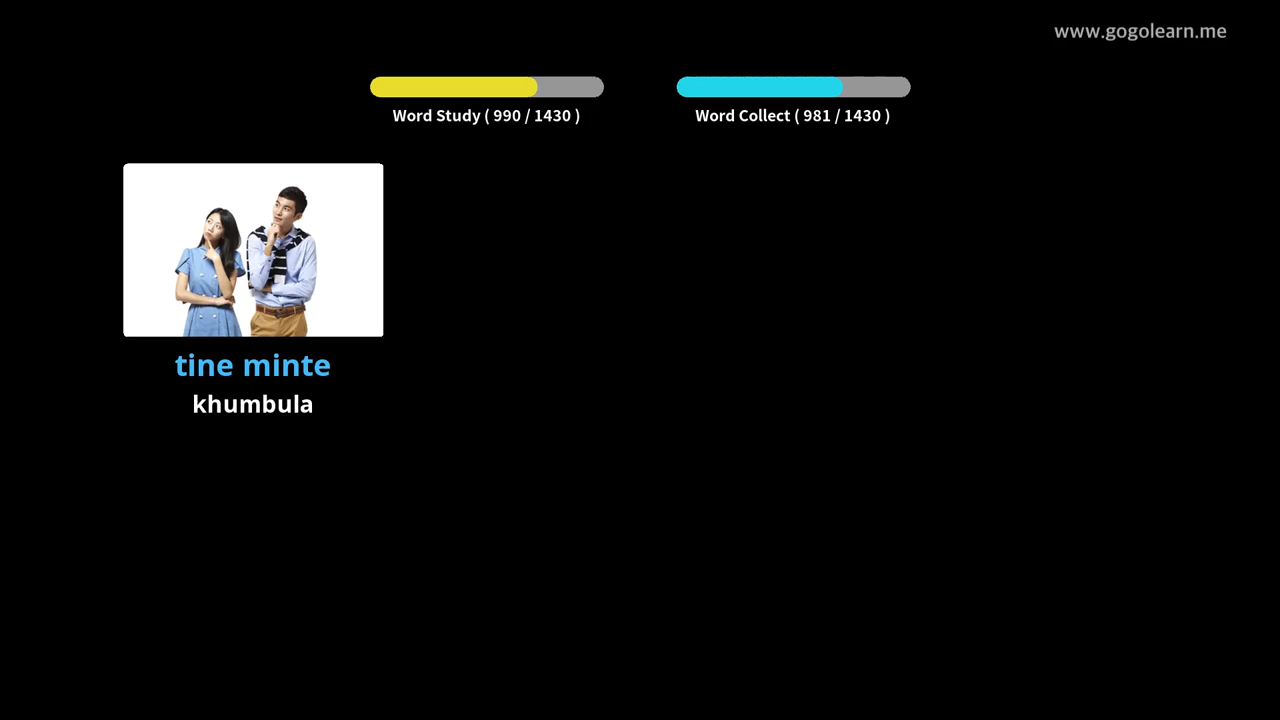 www.gogolearn.me
Word Study ( 990 / 1430 )
Word Collect ( 981 / 1430 )
tine minte
khumbula